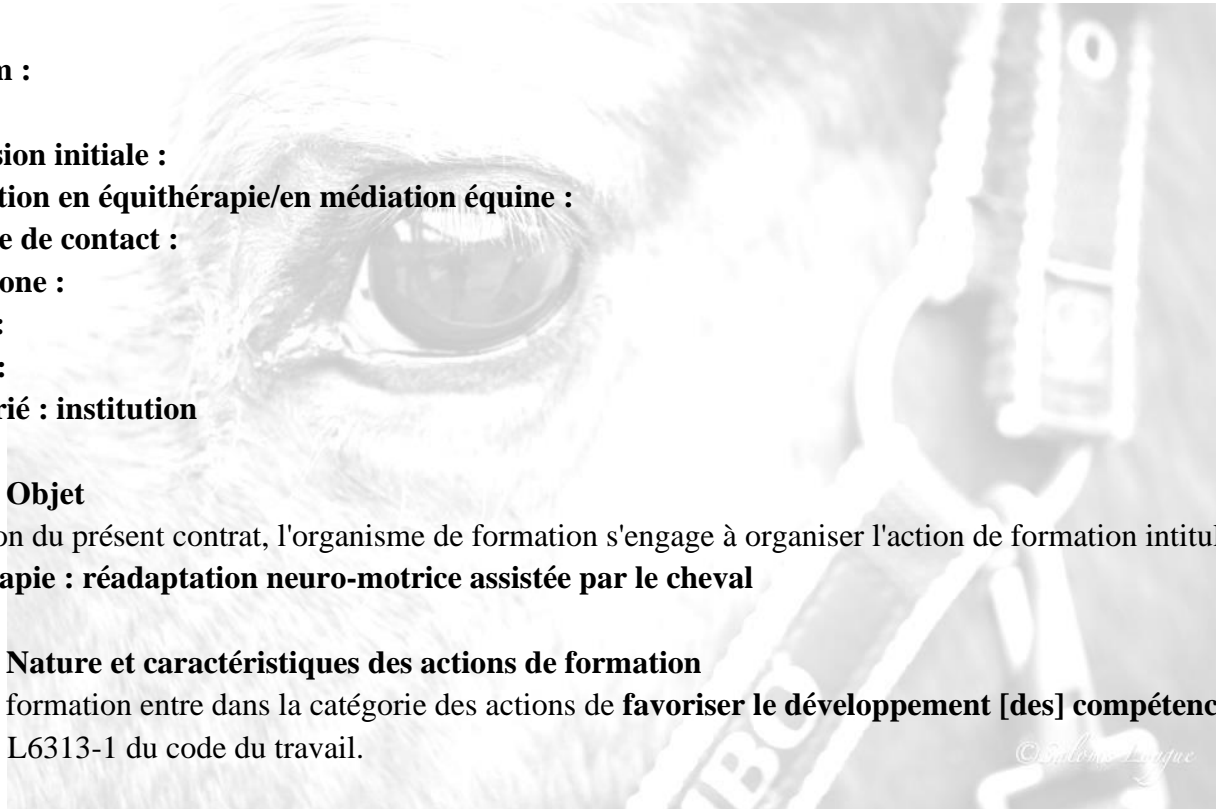 n :
sion initiale :
tion en équithérapie/en médiation équine :
e de contact :
one :
:
:
rié : institution
Objet
on du présent contrat, l'organisme de formation s'engage à organiser l'action de formation intitul
apie : réadaptation neuro-motrice assistée par le cheval
Nature et caractéristiques des actions de formation
formation entre dans la catégorie des actions de favoriser le développement [des] compétenc
L6313-1 du code du travail.